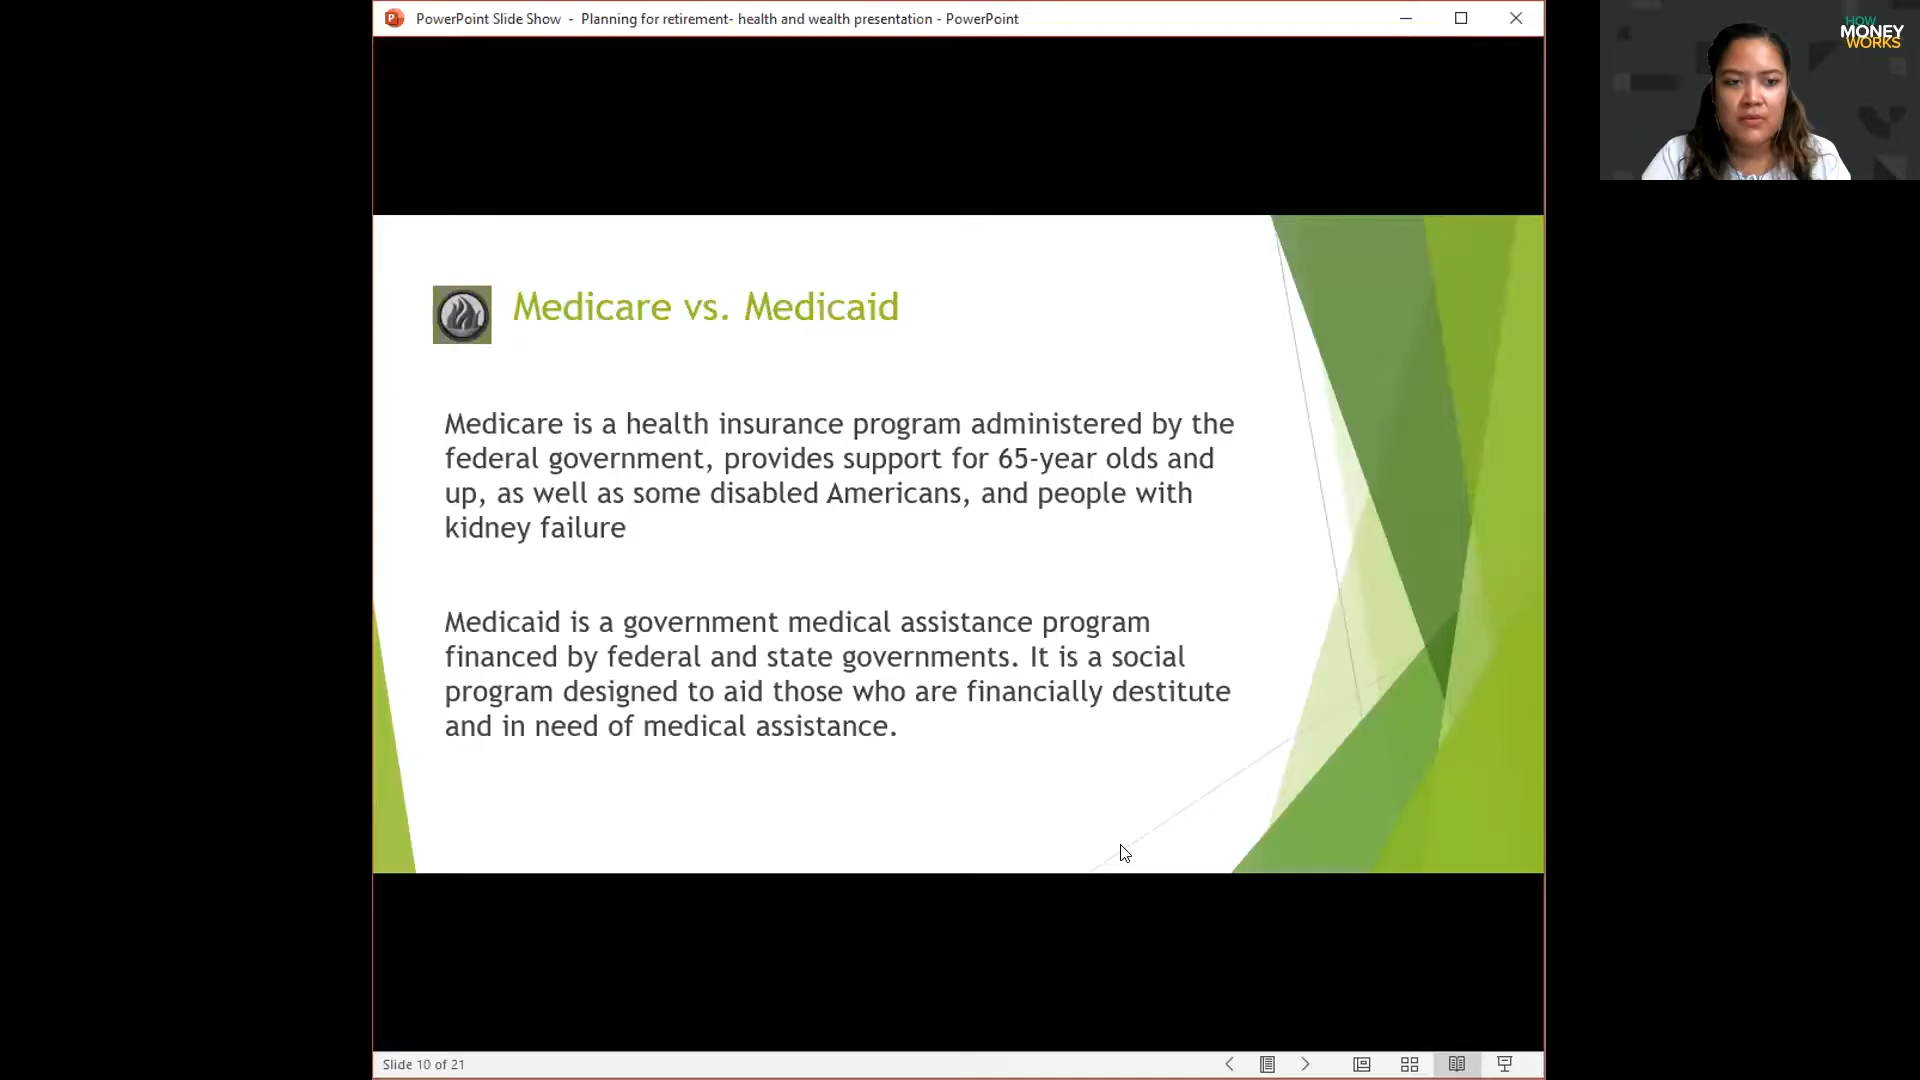 PowerPoint Slide Show - Planning for retirement- health and wealth presentation - PowerPoint
HOW
MONEY
WORKS
Medicare vs. Medicaid
Medicare is a health insurance program administered by the
federal government, provides support for 65-year olds and
up, as well as some disabled Americans, and people with
kidney failure
Medicaid is a government medical assistance program
financed by federal and state governments. It is a social
program designed to aid those who are financially destitute
and in need of medical assistance.
Slide 10 of 21